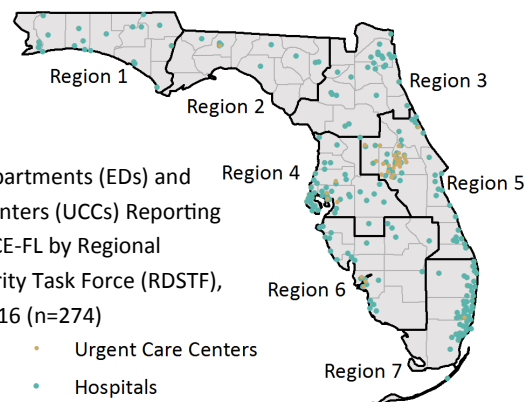 Region 1
Region 2
Region 3
Region 4
Region 5
Region 6
Region 7
partments (EDs) and
nters (UCCs) Reporting
CE-FL by Regional
rity Task Force (RDSTF),
16 (n=274)
Urgent Care Centers
Hospitals